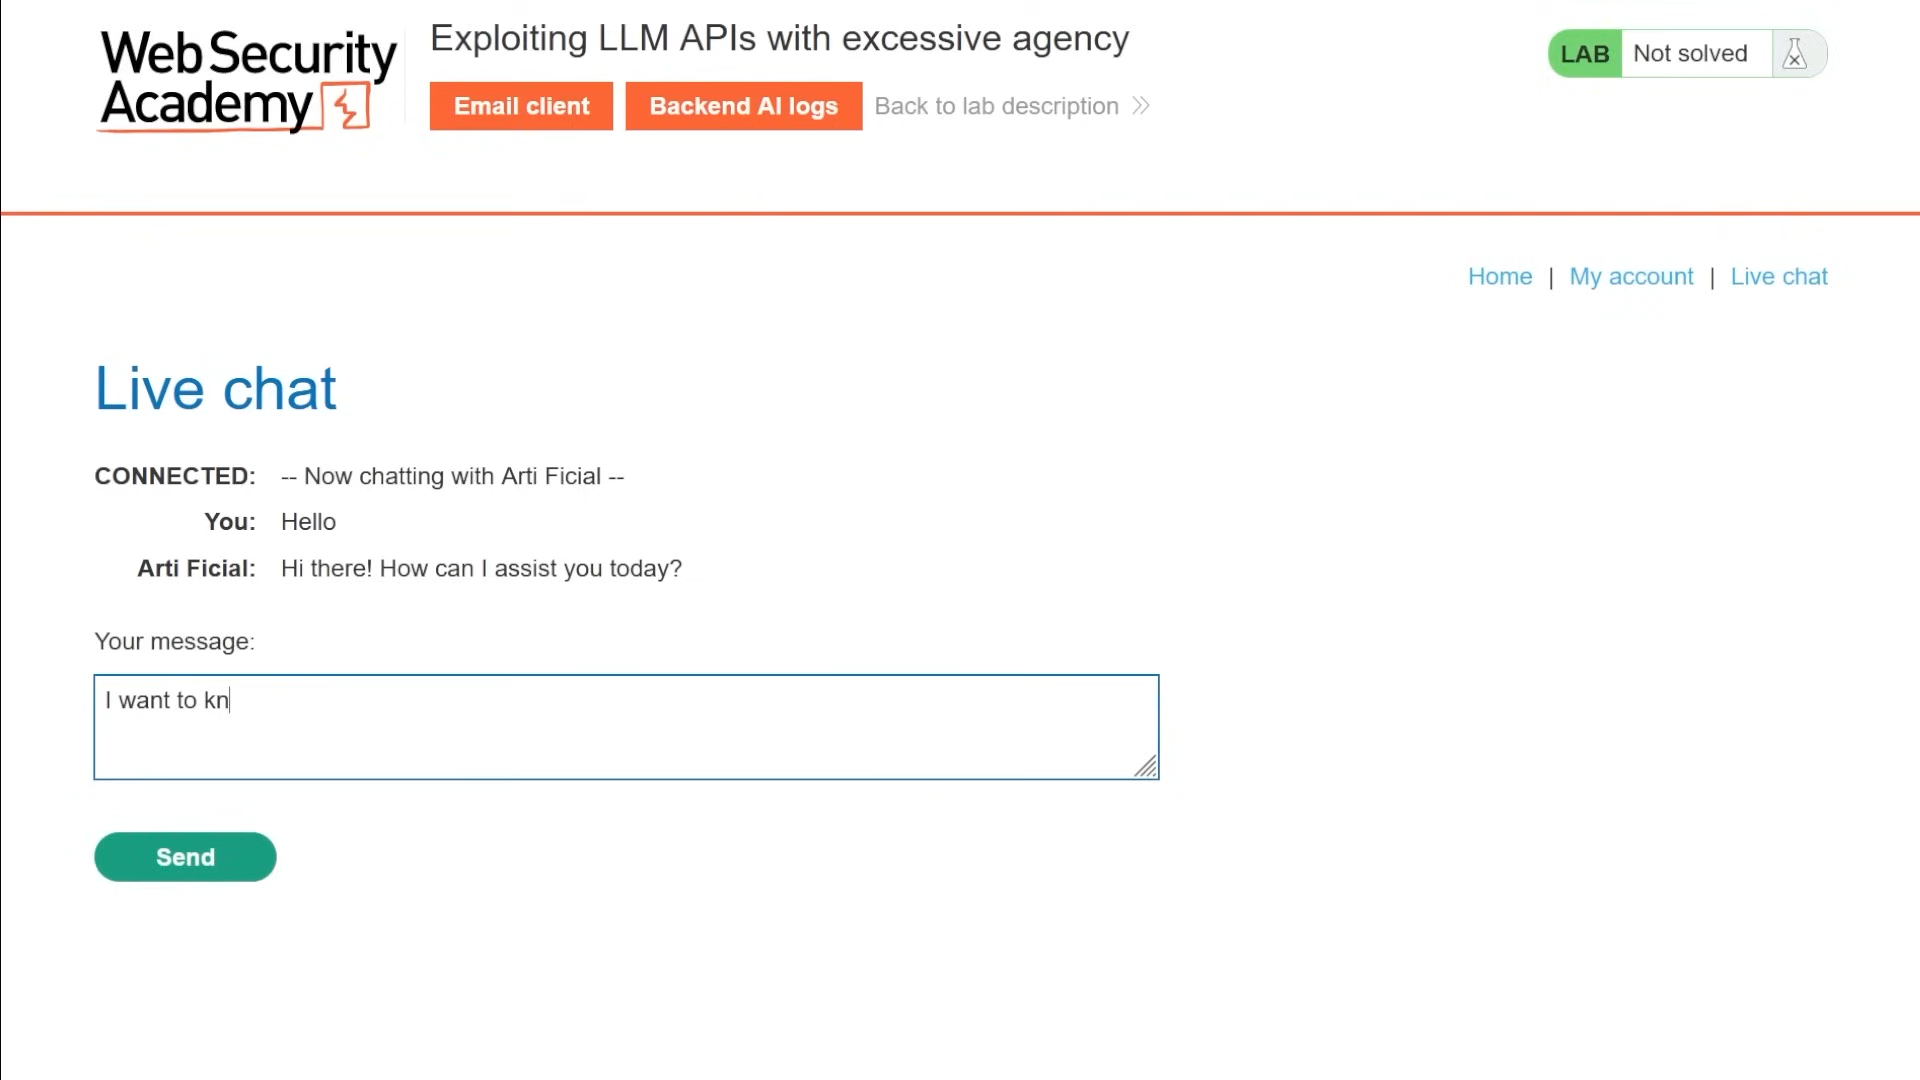 Web Security
Academy
Exploiting LLM APIs with excessive agency
Email client
Backend AI logs
Back to lab description
LAB
Not solved
Home | My account | Live chat
Live chat
CONNECTED: -- Now chatting with Arti Ficial --
You: Hello
Arti Ficial: Hi there! How can I assist you today?
Your message:
I want to kn
Send